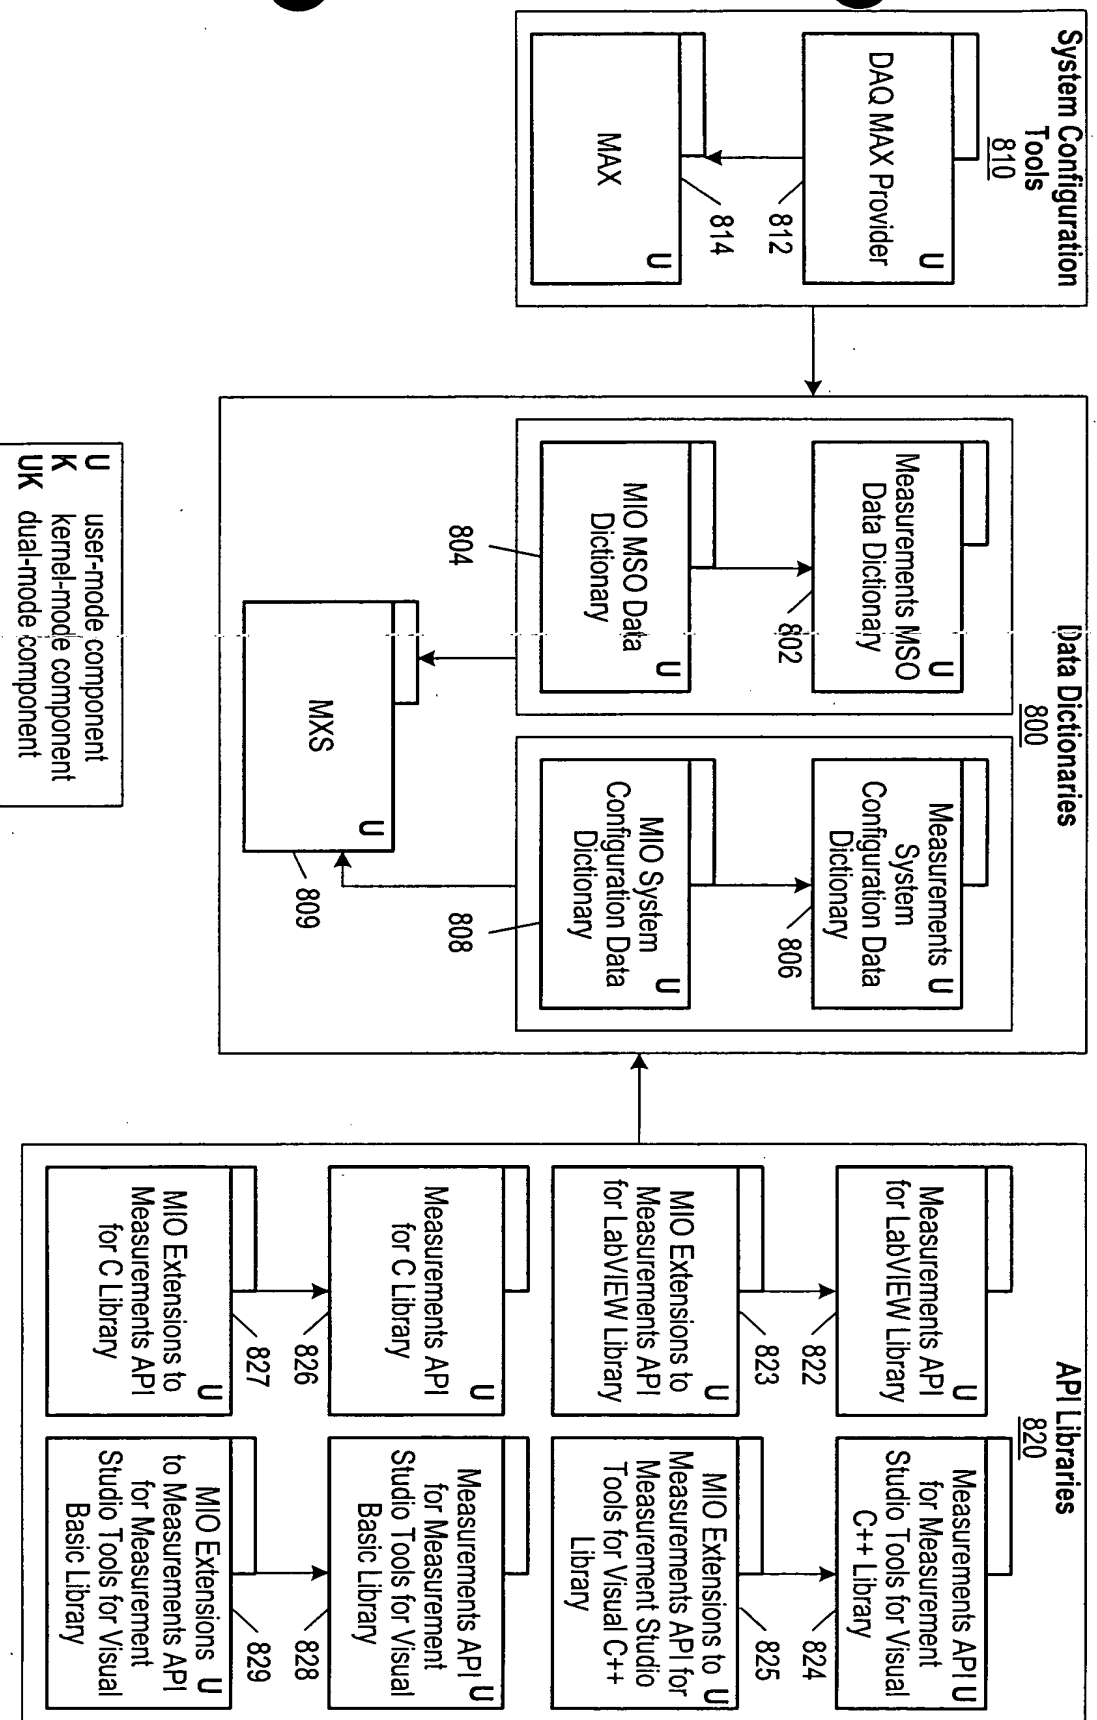 System Configuration
Tools
810
DAQ MAX Provider
U
812
814
MAX
U
Data Dictionaries
800
Measurements MSO
Data Dictionary
U
802
MIO MSO Data
Dictionary
U
804
Measurements
System
Configuration Data
Dictionary
U
806
MIO System
Configuration Data
Dictionary
U
808
MXS
U
809
API Libraries
820
Measurements API
for LabVIEW Library
U
822
MIO Extensions to
Measurements API
for LabVIEW Library
U
823
Measurements API
for Measurement
Studio Tools for Visual
C++ Library
U
824
MIO Extensions to
Measurements API for
Measurement Studio
Tools for Visual C++
Library
U
825
Measurements API
for C Library
U
826
MIO Extensions to
Measurements API
for C Library
U
827
Measurements API
for Measurement
Studio Tools for Visual
Basic Library
U
828
MIO Extensions
to Measurements API
for Measurement
Studio Tools for Visual
Basic Library
U
829
U user-mode component
K kernel-mode component
UK dual-mode component